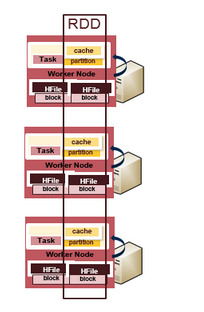 RDD
cache
Task partition
Worker Node
HFile HFile
block block
cache
Task partition
Worker Node
HFile HFile
block block
cache
Task partition
Worker Node
HFile HFile
block block